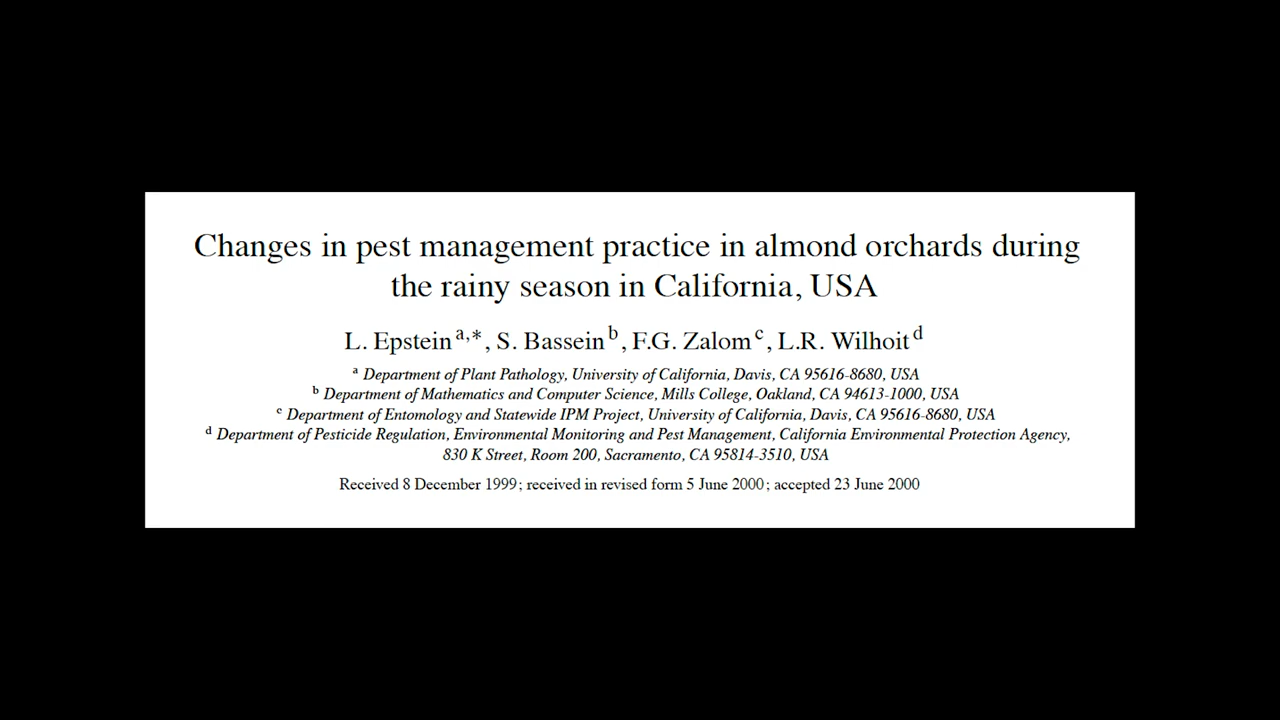 Changes in pest management practice in almond orchards during
the rainy season in California, USA
L. Epstein a,*, S. Bassein b, F.G. Zalom c, L.R. Wilhoit d
a Department of Plant Pathology, University of California, Davis, CA 95616-8680, USA
b Department of Mathematics and Computer Science, Mills College, Oakland, CA 94613-1000, USA
c Department of Entomology and Statewide IPM Project, University of California, Davis, CA 95616-8680, USA
d Department of Pesticide Regulation, Environmental Monitoring and Pest Management, California Environmental Protection Agency,
830 K Street, Room 200, Sacramento, CA 95814-3510, USA
Received 8 December 1999; received in revised form 5 June 2000; accepted 23 June 2000